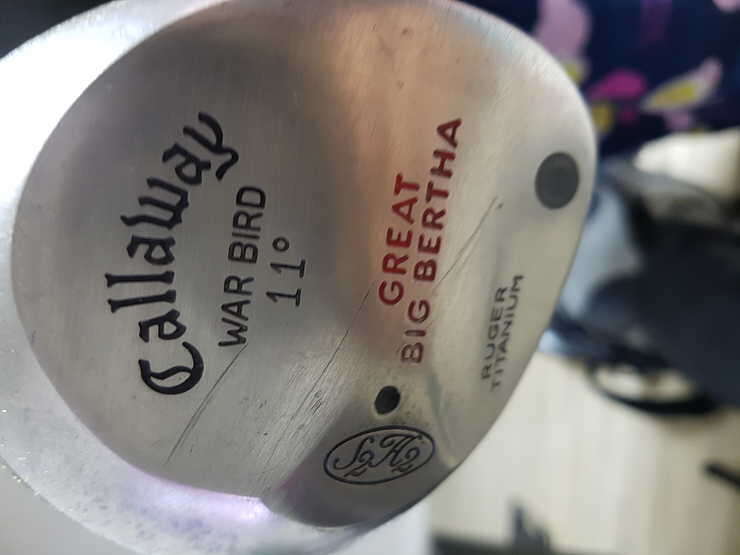 Callaway
WAR BIRD
11°
GREAT
BIG BERTHA
RUGER
TITANIUM
S2H2